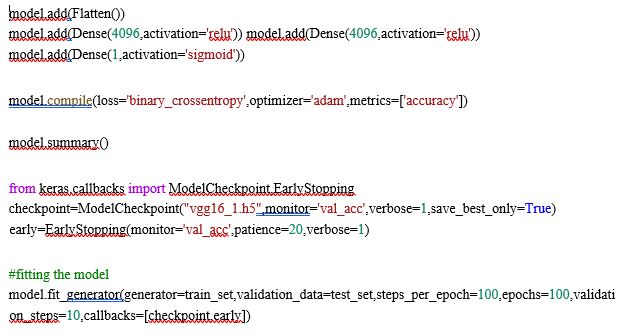 model.add(Flatten())
model.add(Dense(4096,activation='relu')) model.add(Dense(4096,activation='relu'))
model.add(Dense(1,activation='sigmoid'))
model.compile(loss='binary_crossentropy',optimizer='adam',metrics=['accuracy'])
model.summary()
from keras.callbacks import ModelCheckpoint,EarlyStopping
checkpoint=ModelCheckpoint("vgg16_1.h5",monitor='val_acc',verbose=1,save_best_only=True)
early=EarlyStopping(monitor='val_acc',patience=20,verbose=1)
#fitting the model
model.fit_generator(generator=train_set,validation_data=test_set,steps_per_epoch=100,epochs=100,validati
on_steps=10,callbacks=[checkpoint,early])